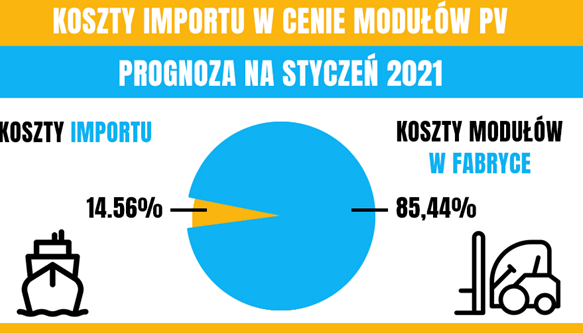 KOSZTY IMPORTU W CENIE MODUŁÓW PV
PROGNOZA NA STYCZEŃ 2021
KOSZTY IMPORTU
KOSZTY MODUŁÓW
W FABRYCE
14.56%
85,44%